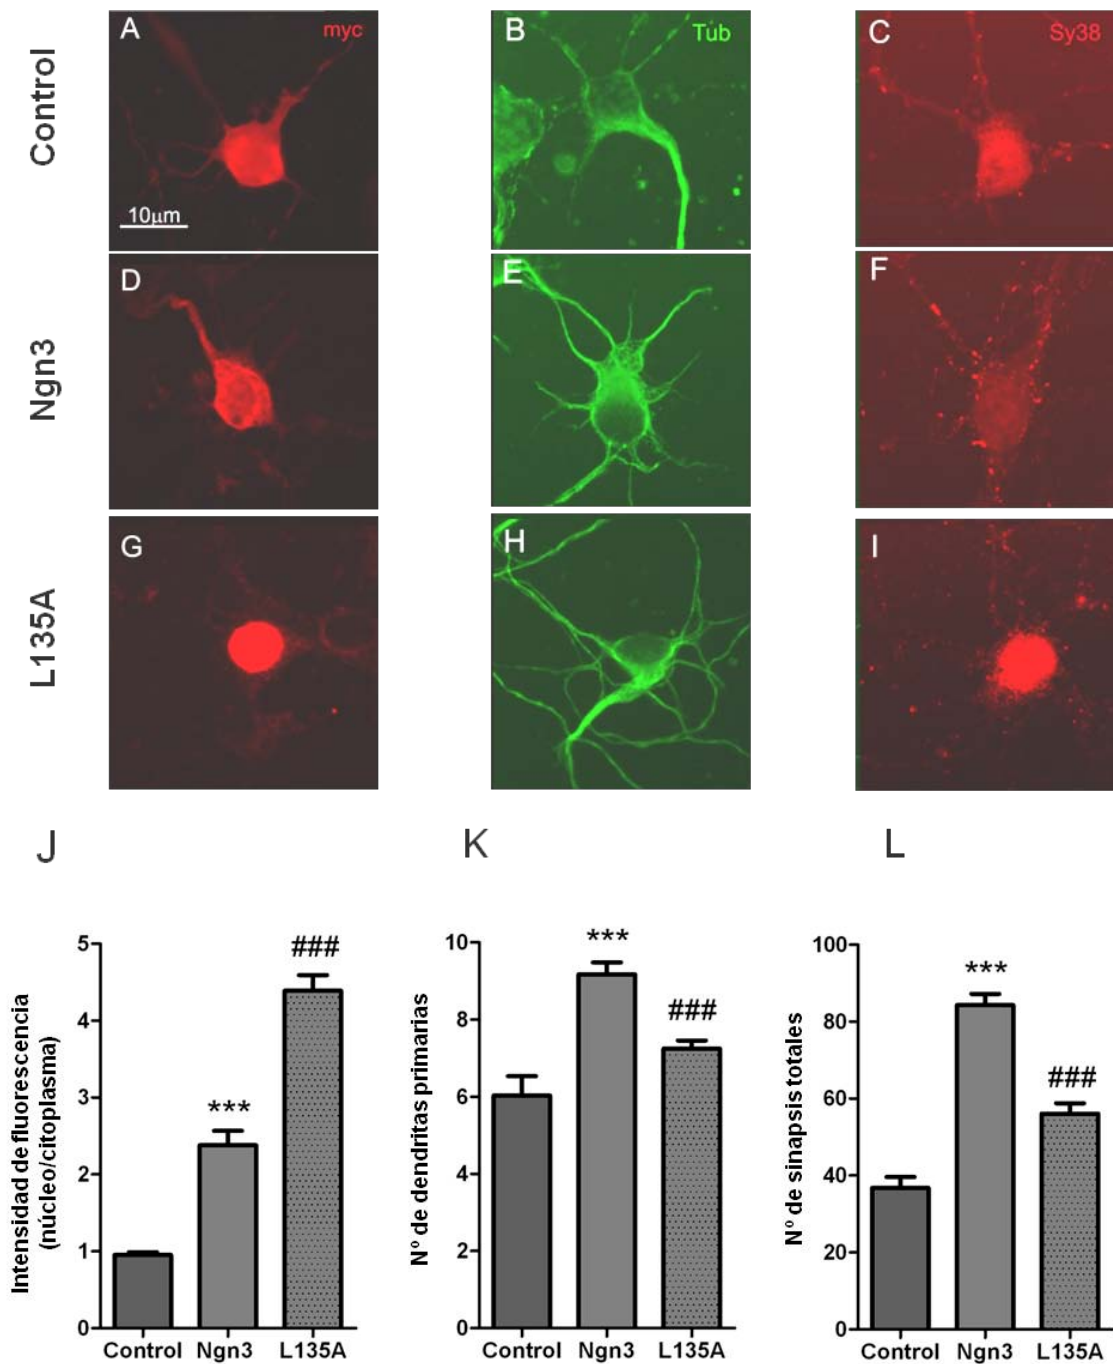 Control
A
myc
B
Tub
C
Sy38
10µm
Ngn3
D
E
F
L135A
G
H
I
J
K
L
Intensidad de fluorescencia
(núcleo/citoplasma)
5
4
3
2
1
0
***
###
Control Ngn3 L135A
Nº de dendritas primarias
10
8
6
4
2
0
***
###
Control Ngn3 L135A
Nº de sinapsis totales
100
80
60
40
20
0
***
###
Control Ngn3 L135A